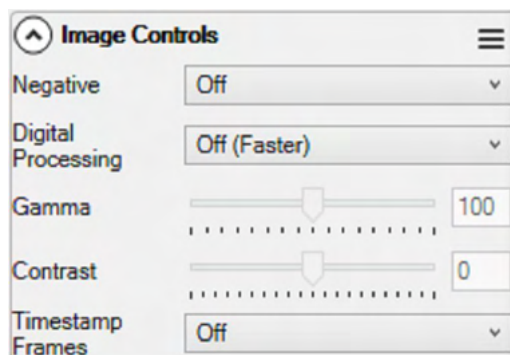 Image Controls
Negative Off
Digital
Processing Off (Faster)
Gamma 100
Contrast 0
Timestamp
Frames Off